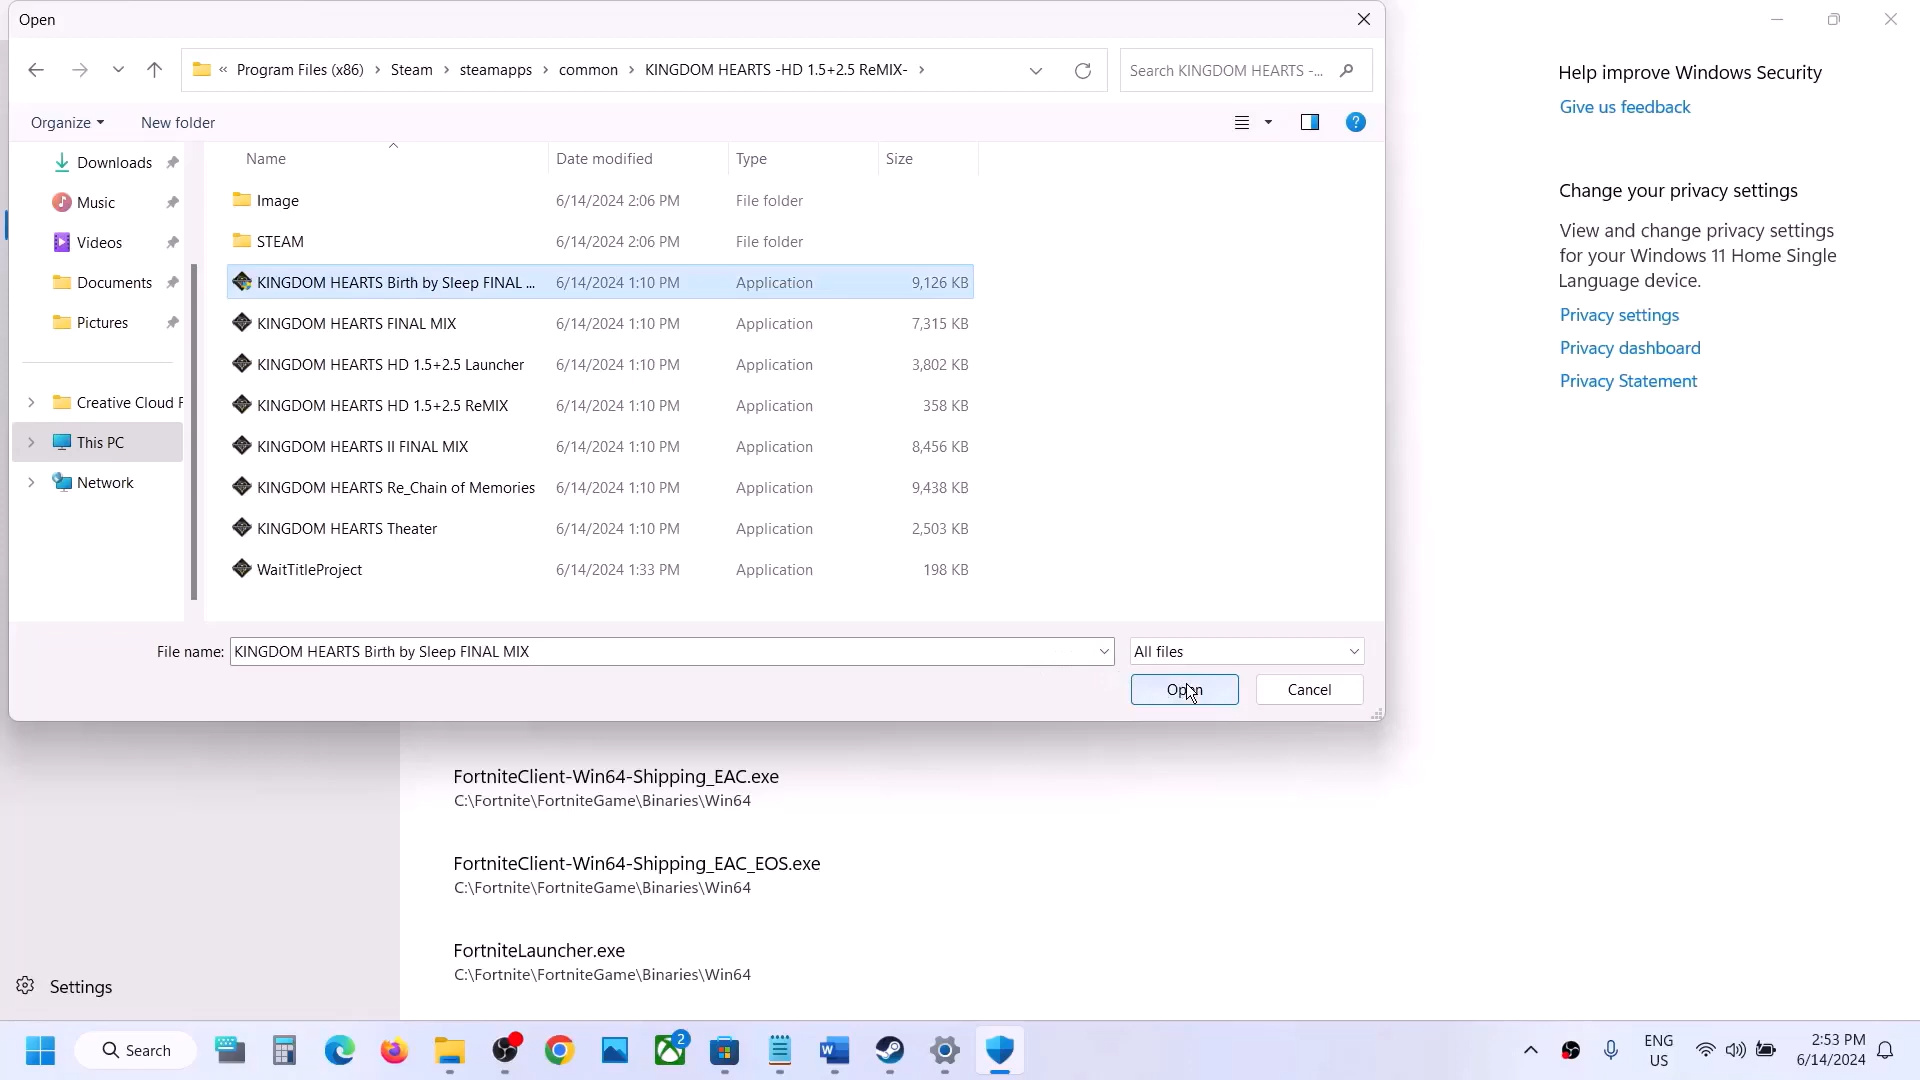 Open
« Program Files (x86) › Steam › steamapps › common › KINGDOM HEARTS -HD 1.5+2.5 ReMIX- ›
Search KINGDOM HEARTS -...
Organize
New folder
Downloads
Music
Videos
Documents
Pictures
Creative Cloud F
This PC
Network
Name Date modified Type Size
Image 6/14/2024 2:06 PM File folder
STEAM 6/14/2024 2:06 PM File folder
KINGDOM HEARTS Birth by Sleep FINAL ... 6/14/2024 1:10 PM Application 9,126 KB
KINGDOM HEARTS FINAL MIX 6/14/2024 1:10 PM Application 7,315 KB
KINGDOM HEARTS HD 1.5+2.5 Launcher 6/14/2024 1:10 PM Application 3,802 KB
KINGDOM HEARTS HD 1.5+2.5 ReMIX 6/14/2024 1:10 PM Application 358 KB
KINGDOM HEARTS II FINAL MIX 6/14/2024 1:10 PM Application 8,456 KB
KINGDOM HEARTS Re_Chain of Memories 6/14/2024 1:10 PM Application 9,438 KB
KINGDOM HEARTS Theater 6/14/2024 1:10 PM Application 2,503 KB
WaitTitleProject 6/14/2024 1:33 PM Application 198 KB
File name: KINGDOM HEARTS Birth by Sleep FINAL MIX
All files
Open
Cancel
Help improve Windows Security
Give us feedback
Change your privacy settings
View and change privacy settings
for your Windows 11 Home Single
Language device.
Privacy settings
Privacy dashboard
Privacy Statement
FortniteClient-Win64-Shipping_EAC.exe
C:\Fortnite\FortniteGame\Binaries\Win64
FortniteClient-Win64-Shipping_EAC_EOS.exe
C:\Fortnite\FortniteGame\Binaries\Win64
FortniteLauncher.exe
C:\Fortnite\FortniteGame\Binaries\Win64
Settings
Search
2
ENG
US
2:53 PM
6/14/2024